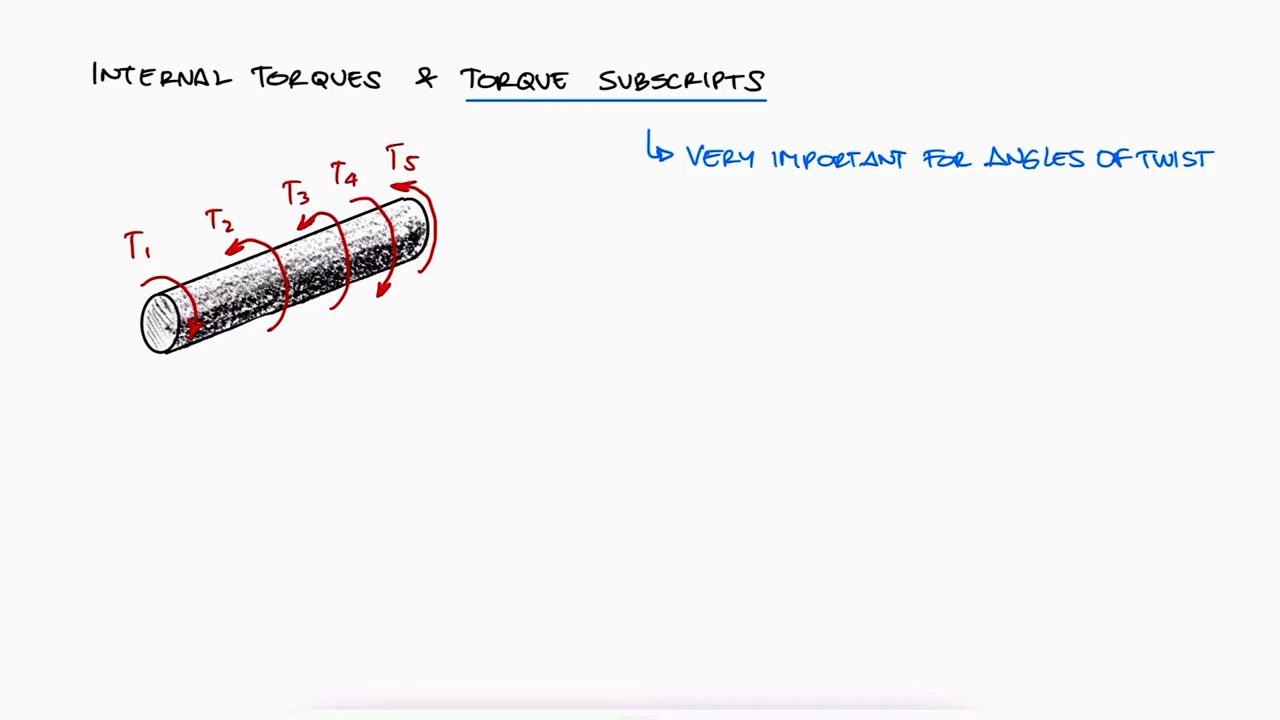 INTERNAL TORQUES & TORQUE SUBSCRIPTS
↳ VERY IMPORTANT FOR ANGLES OF TWIST
T₁
T₂
T₃
T₄
T₅